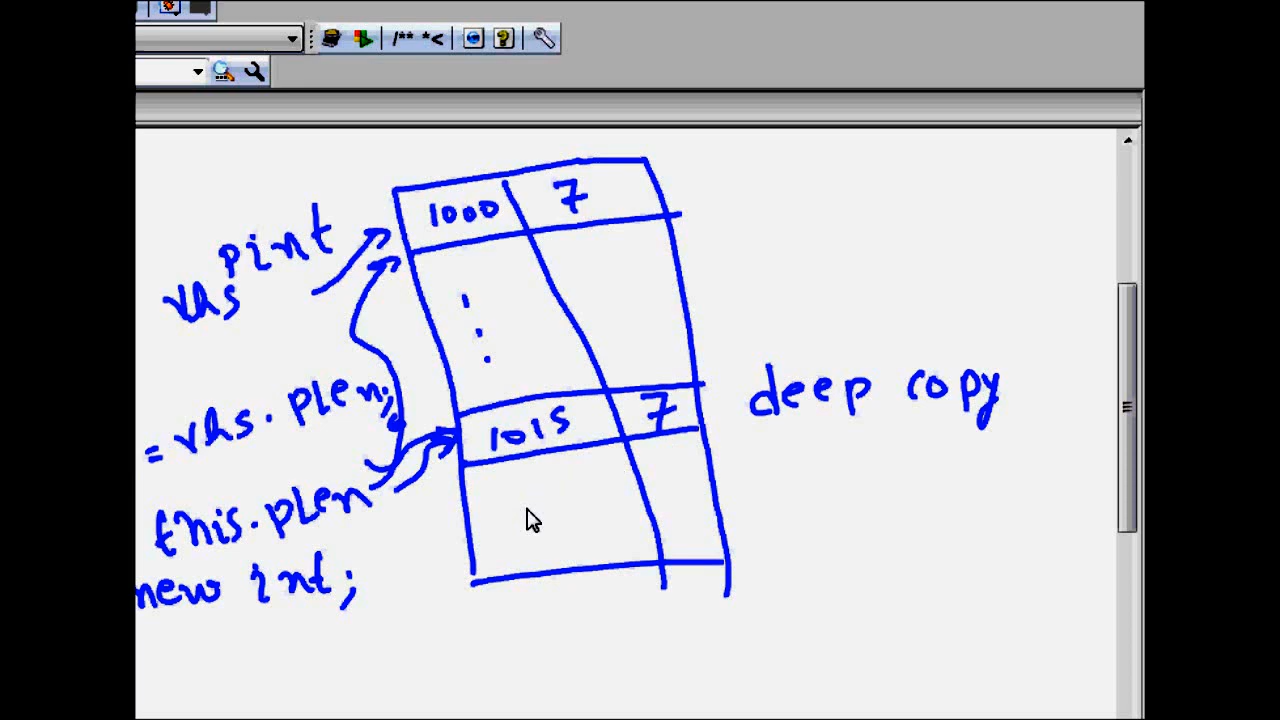 1000 7
pint
rhs
= rhs.pLen;
deep copy
1015 7
this.pLen
new int;
/** *<